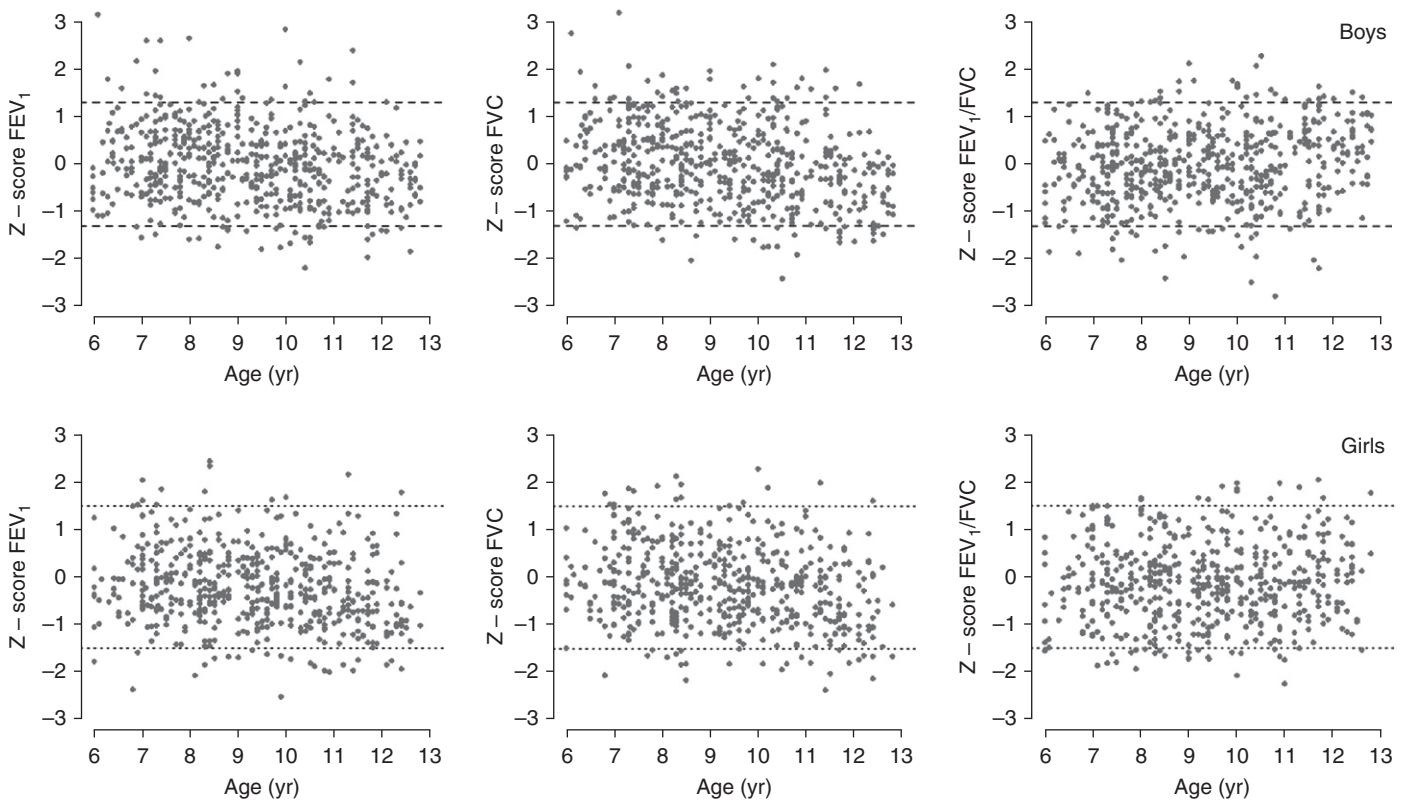 Z – score FEV1
3
2
1
0
–1
–2
–3
6 7 8 9 10 11 12 13
Age (yr)
Z – score FVC
3
2
1
0
–1
–2
–3
6 7 8 9 10 11 12 13
Age (yr)
Boys
Z – score FEV1/FVC
3
2
1
0
–1
–2
–3
6 7 8 9 10 11 12 13
Age (yr)
Z – score FEV1
3
2
1
0
–1
–2
–3
6 7 8 9 10 11 12 13
Age (yr)
Z – score FVC
3
2
1
0
–1
–2
–3
6 7 8 9 10 11 12 13
Age (yr)
Girls
Z – score FEV1/FVC
3
2
1
0
–1
–2
–3
6 7 8 9 10 11 12 13
Age (yr)